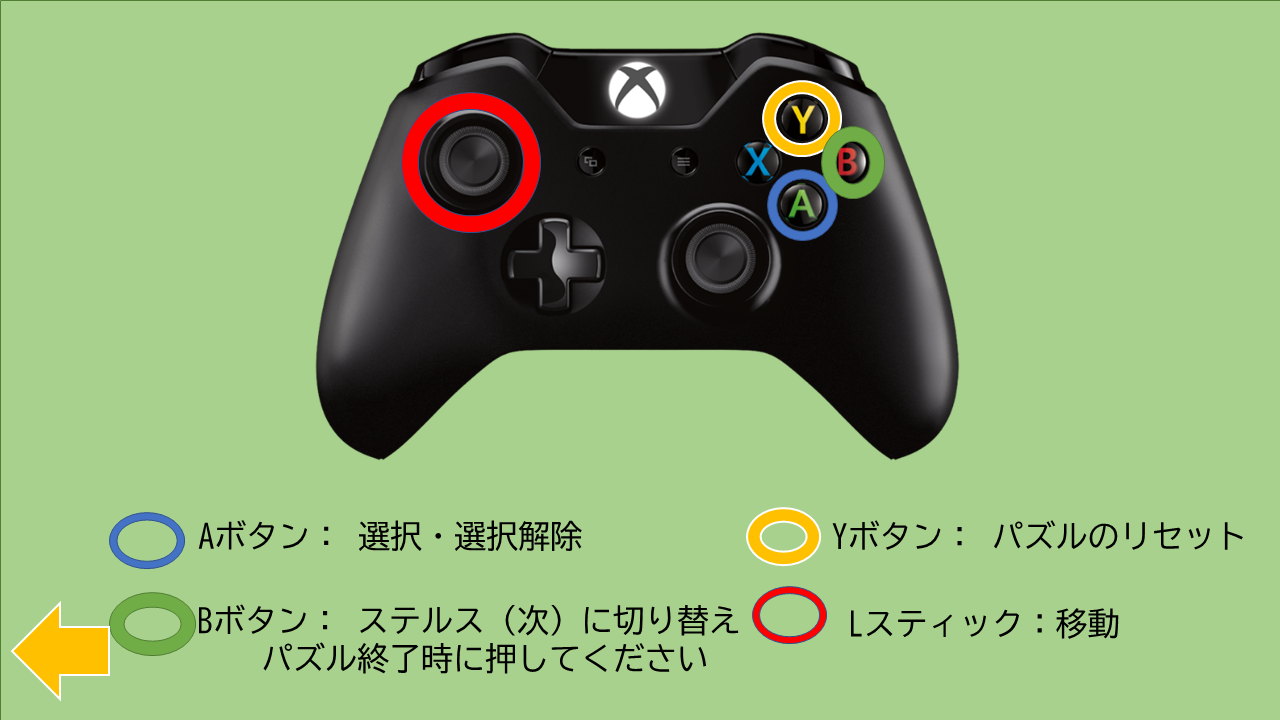 Y
X
B
A
Aボタン： 選択・選択解除
Yボタン： パズルのリセット
Bボタン： ステルス（次）に切り替え
パズル終了時に押してください
Lスティック：移動